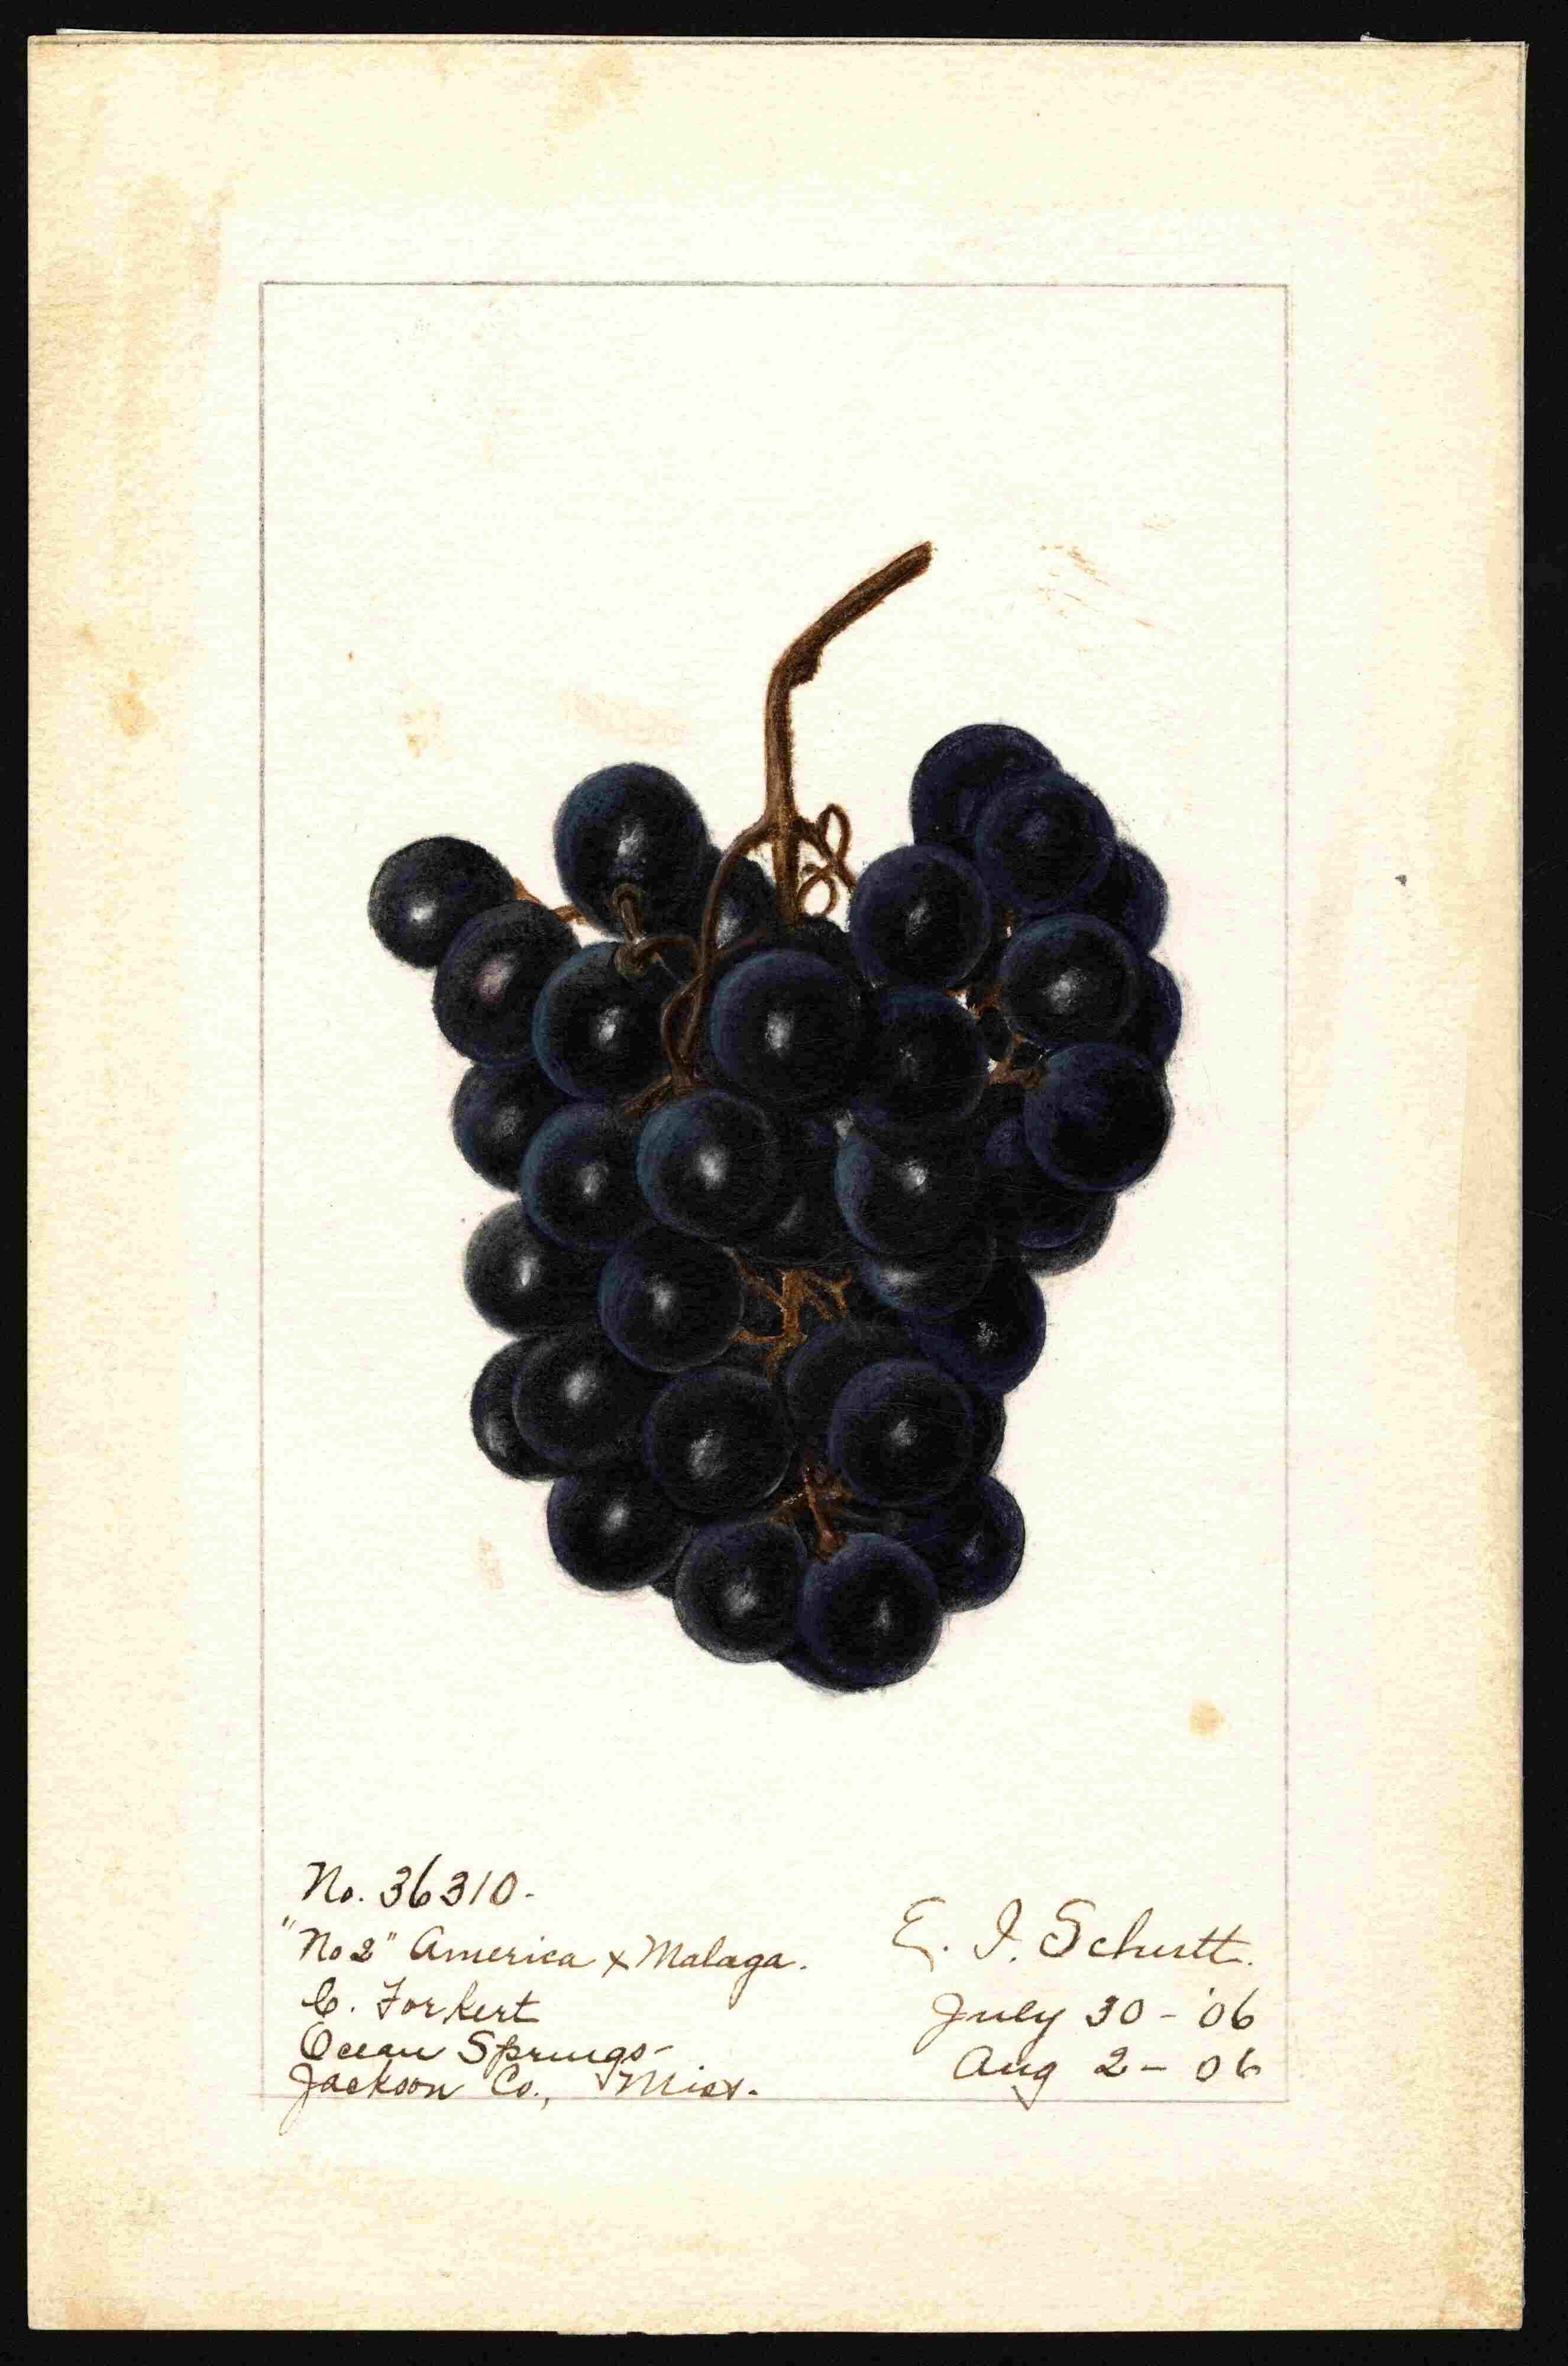 No. 36310.
"No 2" America x Malaga.
C. Forkert
Ocean Springs-
Jackson Co., Miss.
E. I. Schutt.
July 30 - '06
Aug 2 - 06